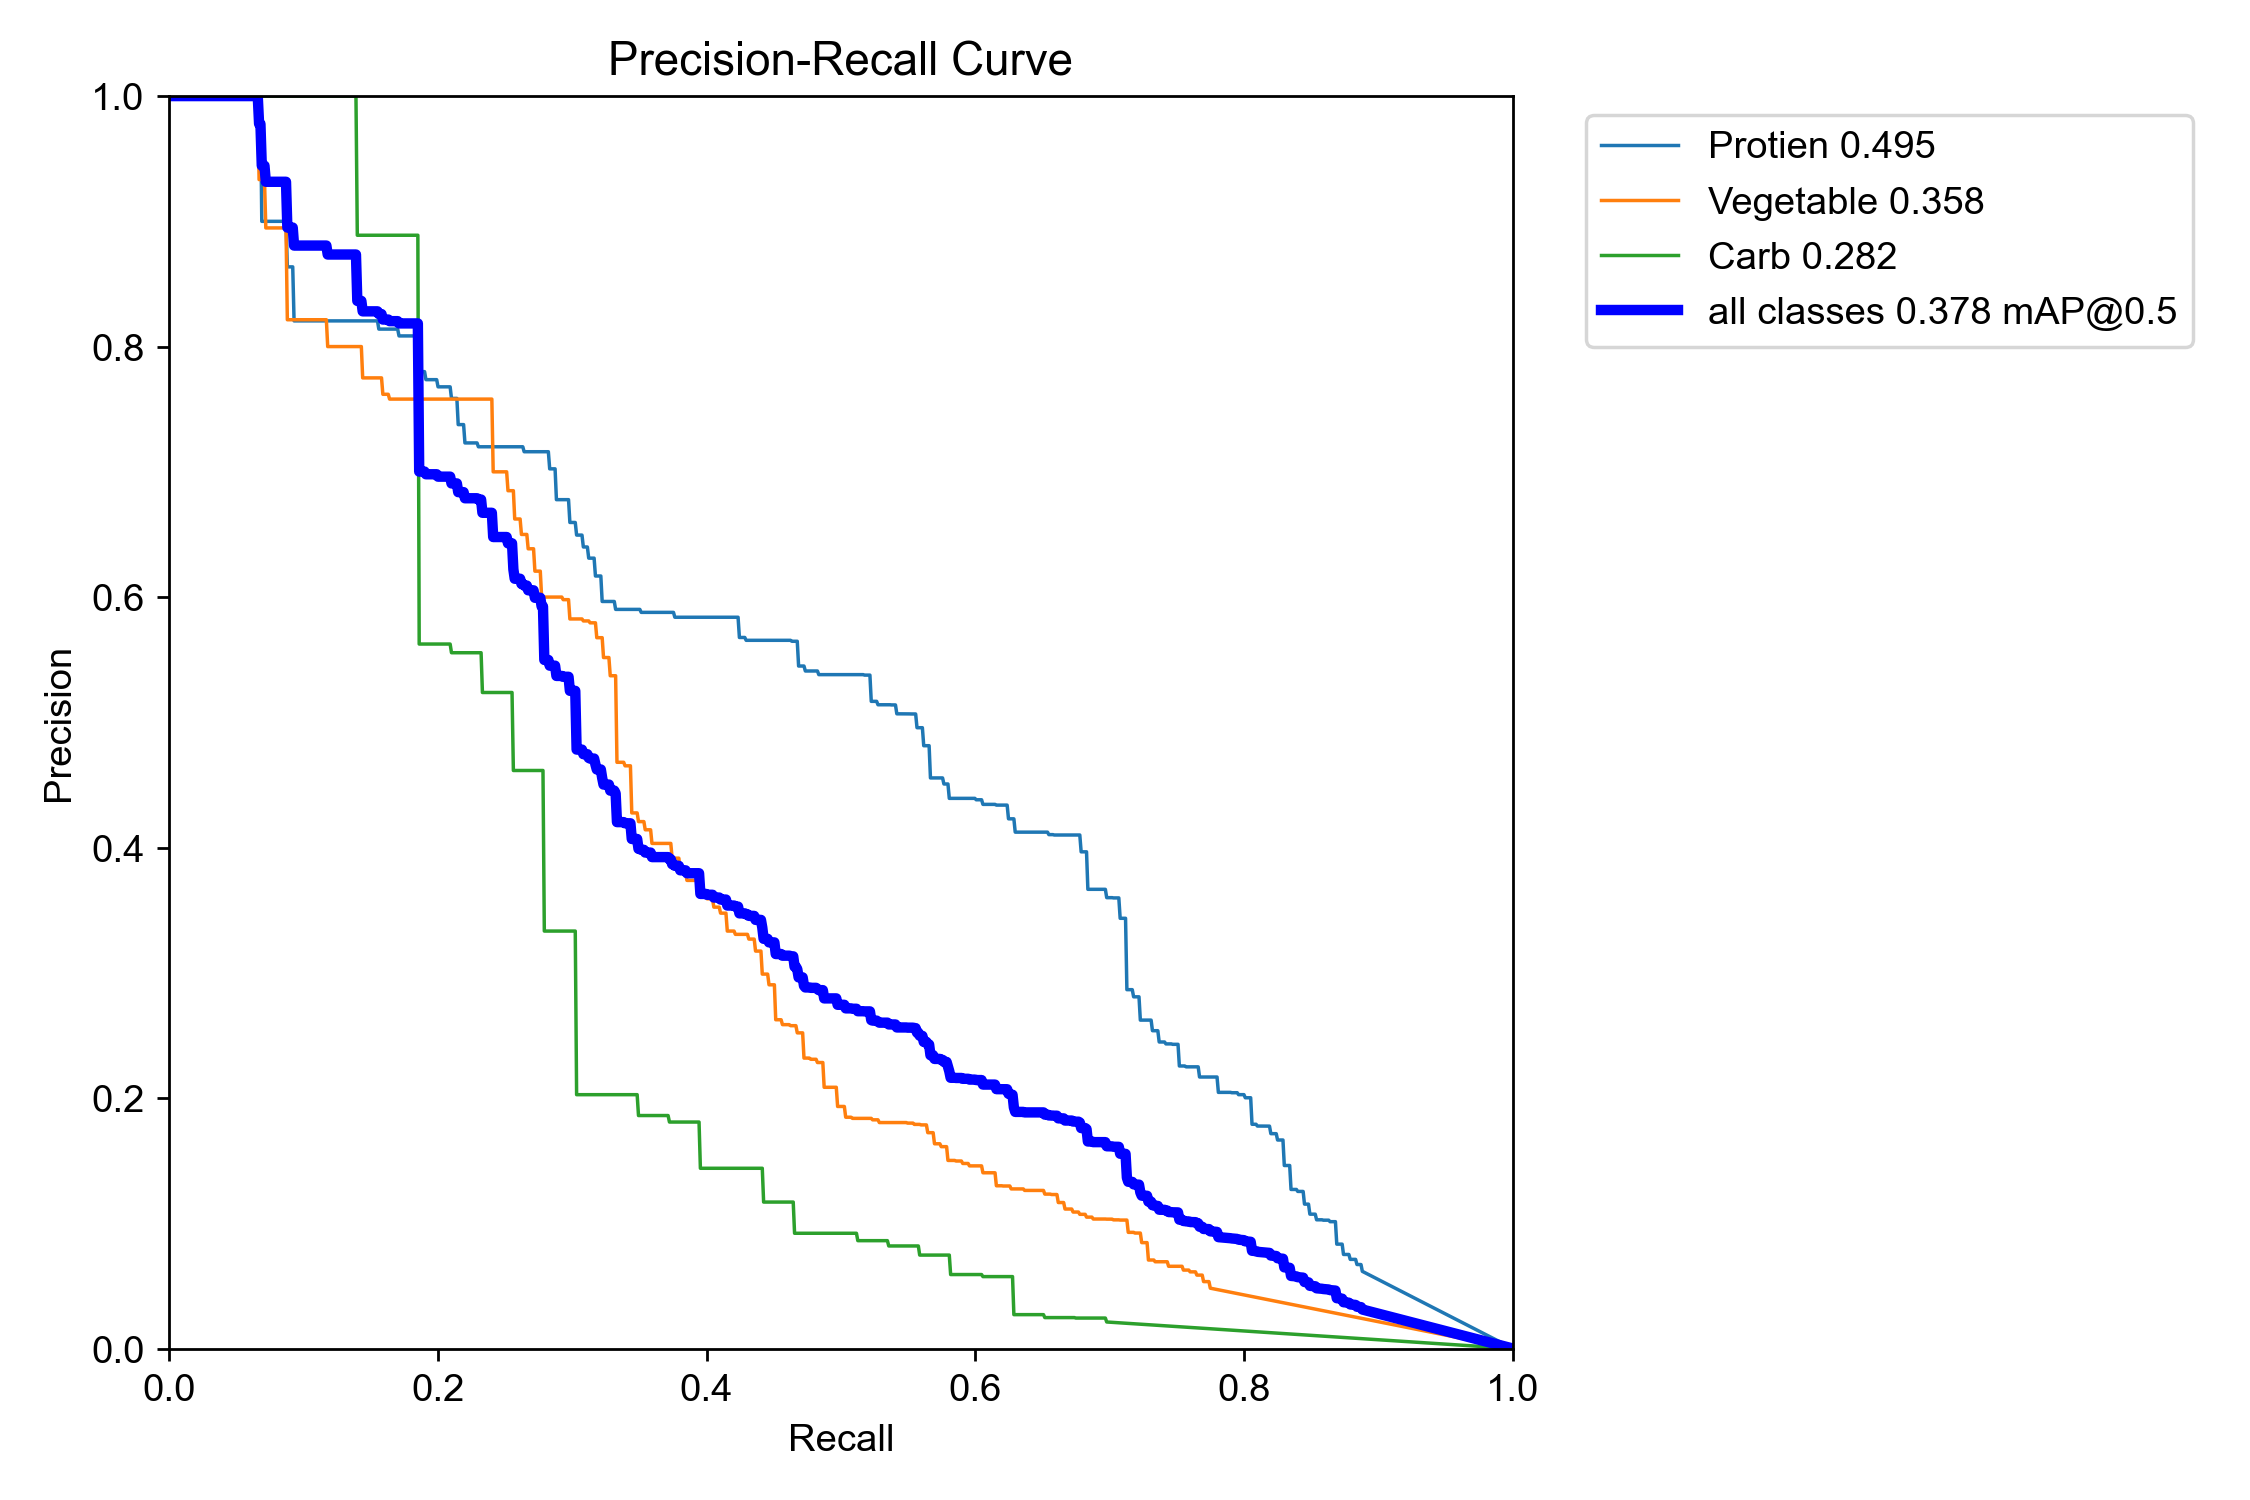 Precision-Recall Curve
1.0
0.8
0.6
0.4
0.2
0.0
Precision
0.0 0.2 0.4 0.6 0.8 1.0
Recall
Protien 0.495
Vegetable 0.358
Carb 0.282
all classes 0.378 mAP@0.5